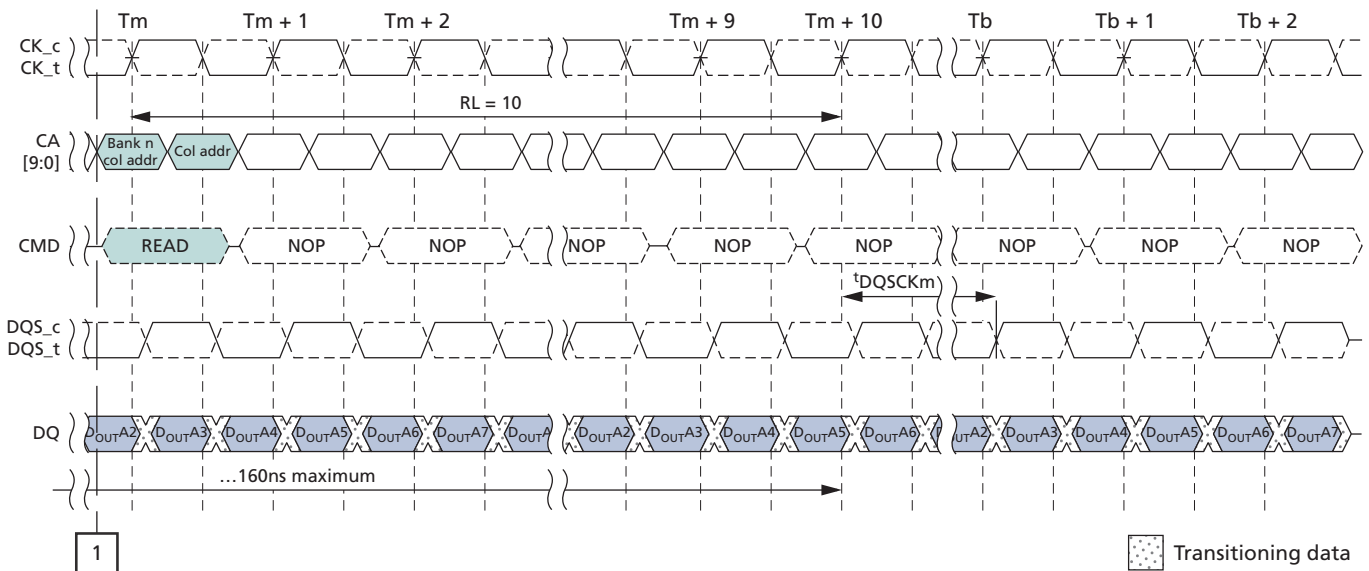 Tm Tm + 1 Tm + 2 Tm + 9 Tm + 10 Tb Tb + 1 Tb + 2
CK_c
CK_t
RL = 10
CA
[9:0]
Bank n
col addr
Col addr
CMD
READ NOP NOP NOP NOP NOP NOP NOP NOP
tDQSCKm
DQS_c
DQS_t
DQ
DOUTA2 DOUTA3 DOUTA4 DOUTA5 DOUTA6 DOUTA7 DOUTA DOUTA2 DOUTA3 DOUTA4 DOUTA5 DOUTA6 UTA2 DOUTA3 DOUTA4 DOUTA5 DOUTA6 DOUTA7
…160ns maximum
1
Transitioning data